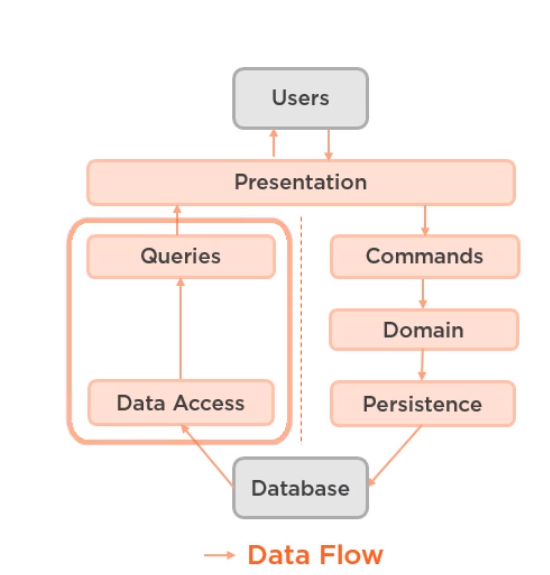 Users
Presentation
Queries
Commands
Domain
Data Access
Persistence
Database
Data Flow